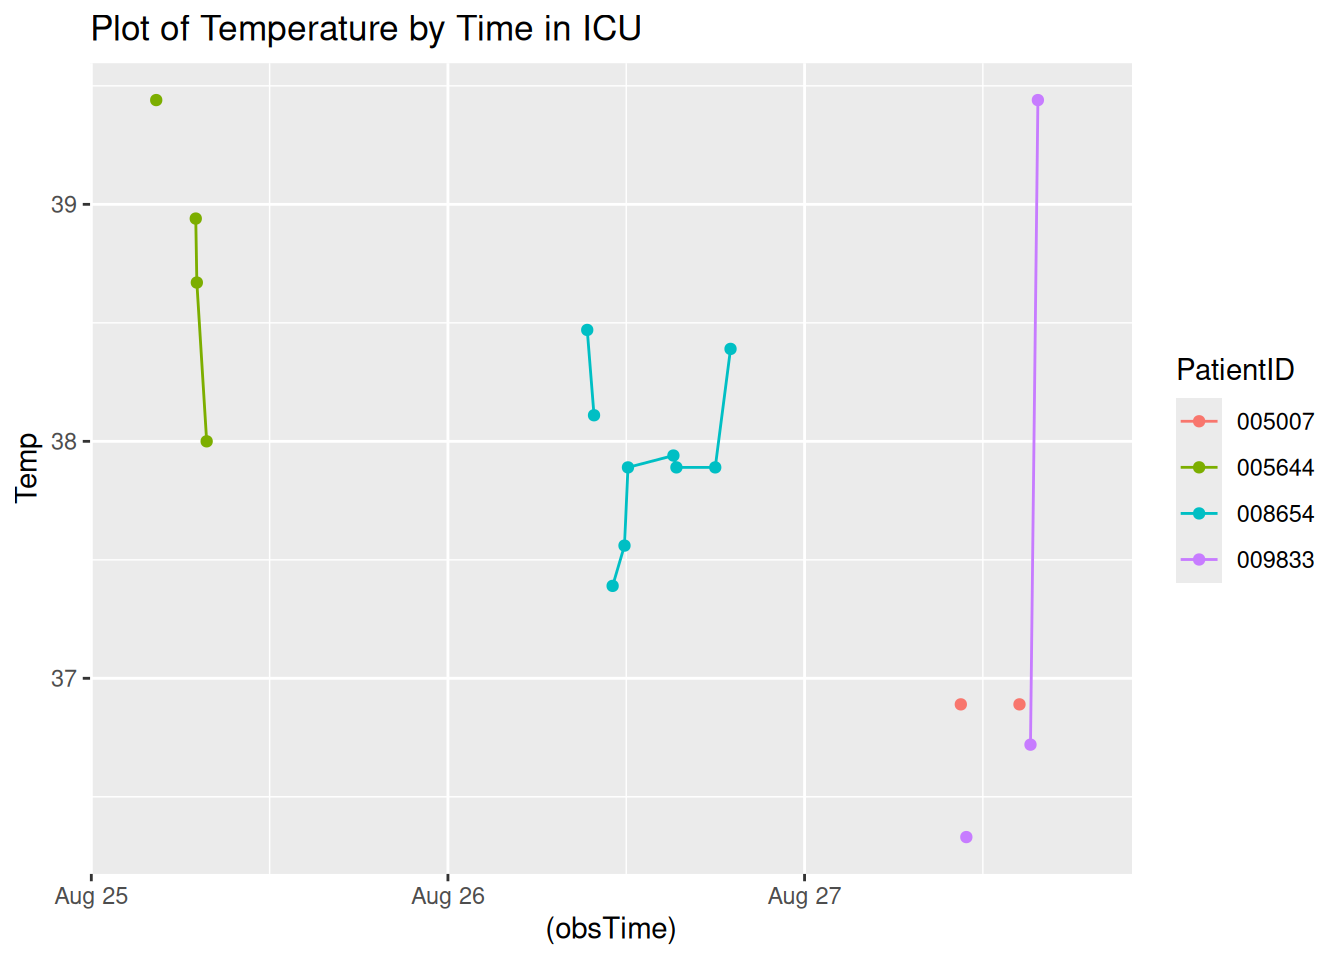 Plot of Temperature by Time in ICU
Temp
39
38
37
Aug 25
Aug 26
Aug 27
(obsTime)
PatientID
005007
005644
008654
009833